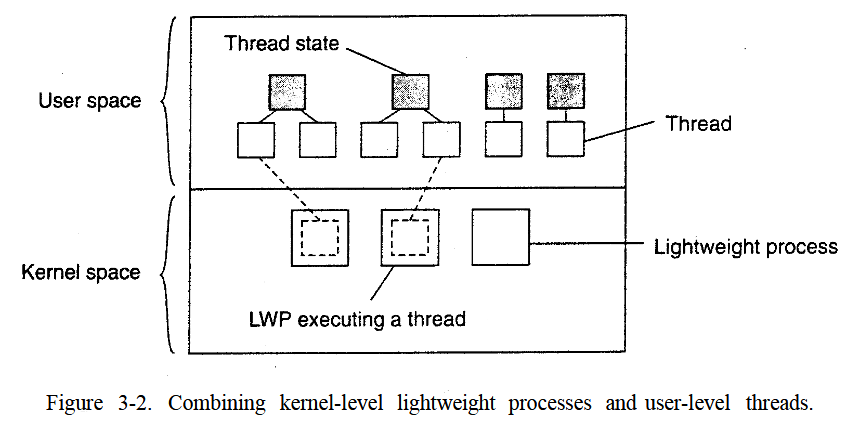 Thread state
User space
Thread
Kernel space
Lightweight process
LWP executing a thread
Figure 3-2. Combining kernel-level lightweight processes and user-level threads.